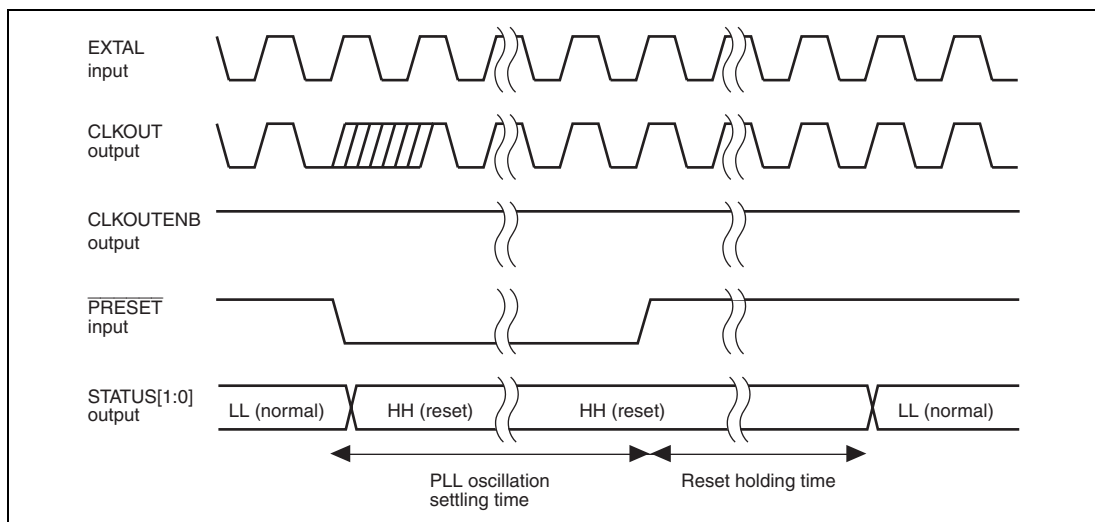 EXTAL
input
CLKOUT
output
CLKOUTENB
output
PRESET
input
STATUS[1:0]
output
LL (normal)
HH (reset)
HH (reset)
LL (normal)
PLL oscillation
settling time
Reset holding time